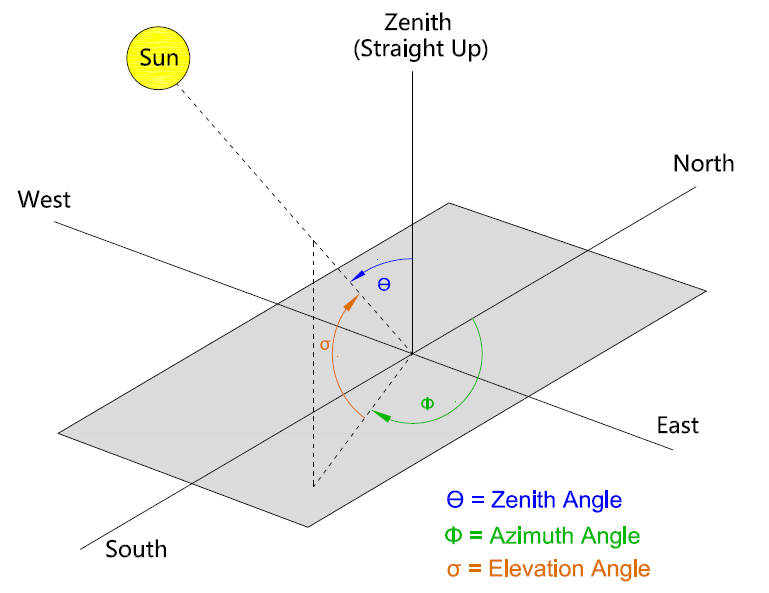 Zenith
(Straight Up)
Sun
North
West
ϴ
σ
Φ
East
South
ϴ = Zenith Angle
Φ = Azimuth Angle
σ = Elevation Angle